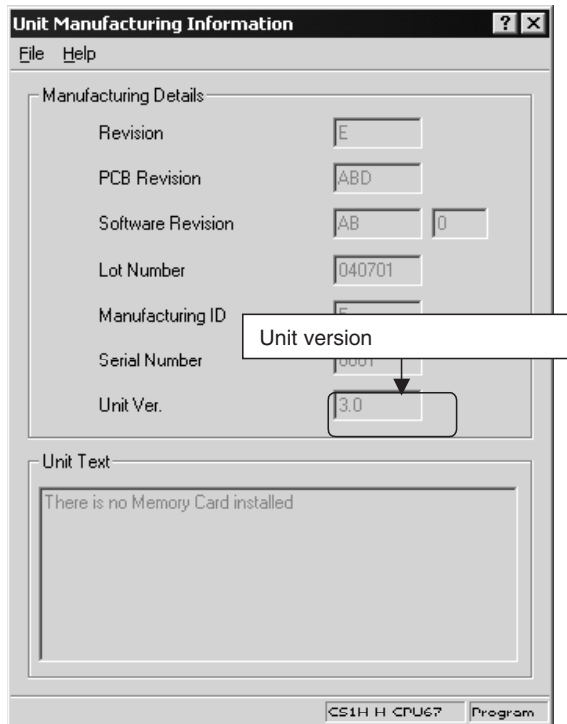 Unit Manufacturing Information
File Help
Manufacturing Details
Revision E
PCB Revision ABD
Software Revision AB 0
Lot Number 040701
Manufacturing ID
Unit version
Serial Number
Unit Ver. 3.0
Unit Text
There is no Memory Card installed
CS1H-H CPU67 Program